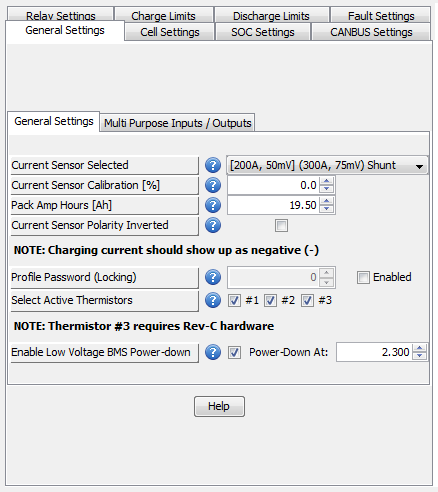 Relay Settings Charge Limits Discharge Limits Fault Settings
General Settings Cell Settings SOC Settings CANBUS Settings
General Settings Multi Purpose Inputs / Outputs
Current Sensor Selected ? [200A, 50mV] (300A, 75mV) Shunt
Current Sensor Calibration [%] ? 0.0
Pack Amp Hours [Ah] ? 19.50
Current Sensor Polarity Inverted ?
NOTE: Charging current should show up as negative (-)
Profile Password (Locking) ? 0 Enabled
Select Active Thermistors ? #1 #2 #3
NOTE: Thermistor #3 requires Rev-C hardware
Enable Low Voltage BMS Power-down ? Power-Down At: 2.300
Help